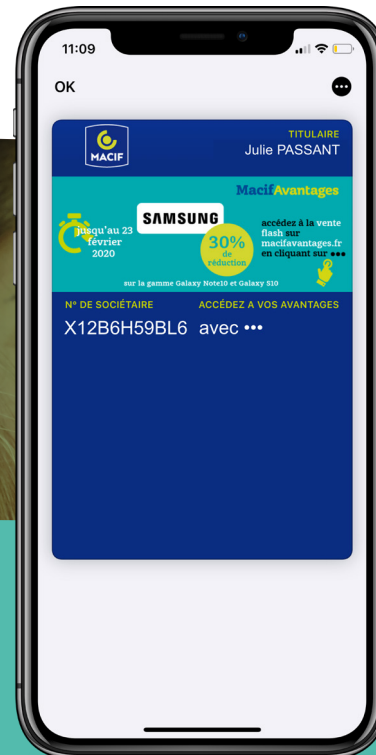 11:09
OK
MACIF
TITULAIRE
Julie PASSANT
MacifAvantages
jusqu'au 23
février
2020
SAMSUNG
30%
de
réduction
accédez à la vente
flash sur
macifavantages.fr
en cliquant sur •••
sur la gamme Galaxy Note10 et Galaxy S10
N° DE SOCIÉTAIRE
X12B6H59BL6
ACCÉDEZ A VOS AVANTAGES
avec •••